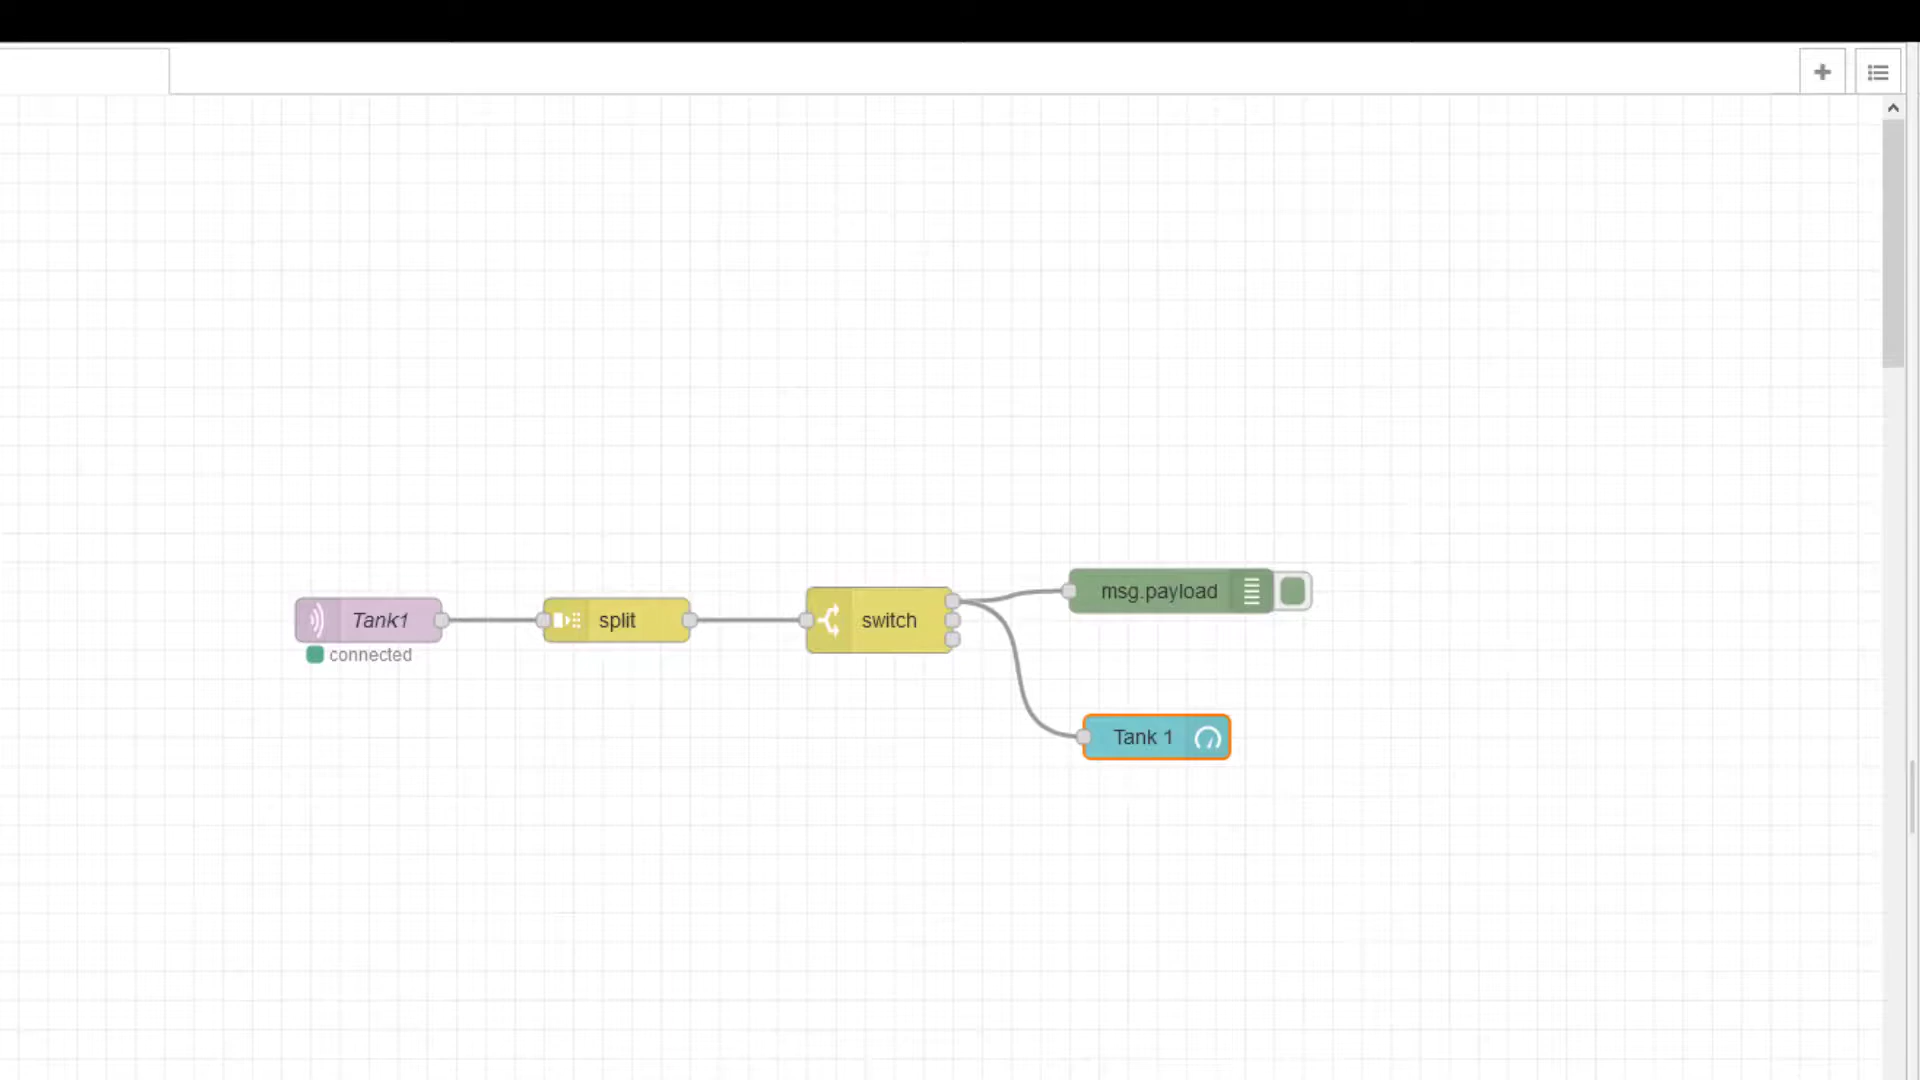 msg.payload
Tank1
split
switch
connected
Tank 1